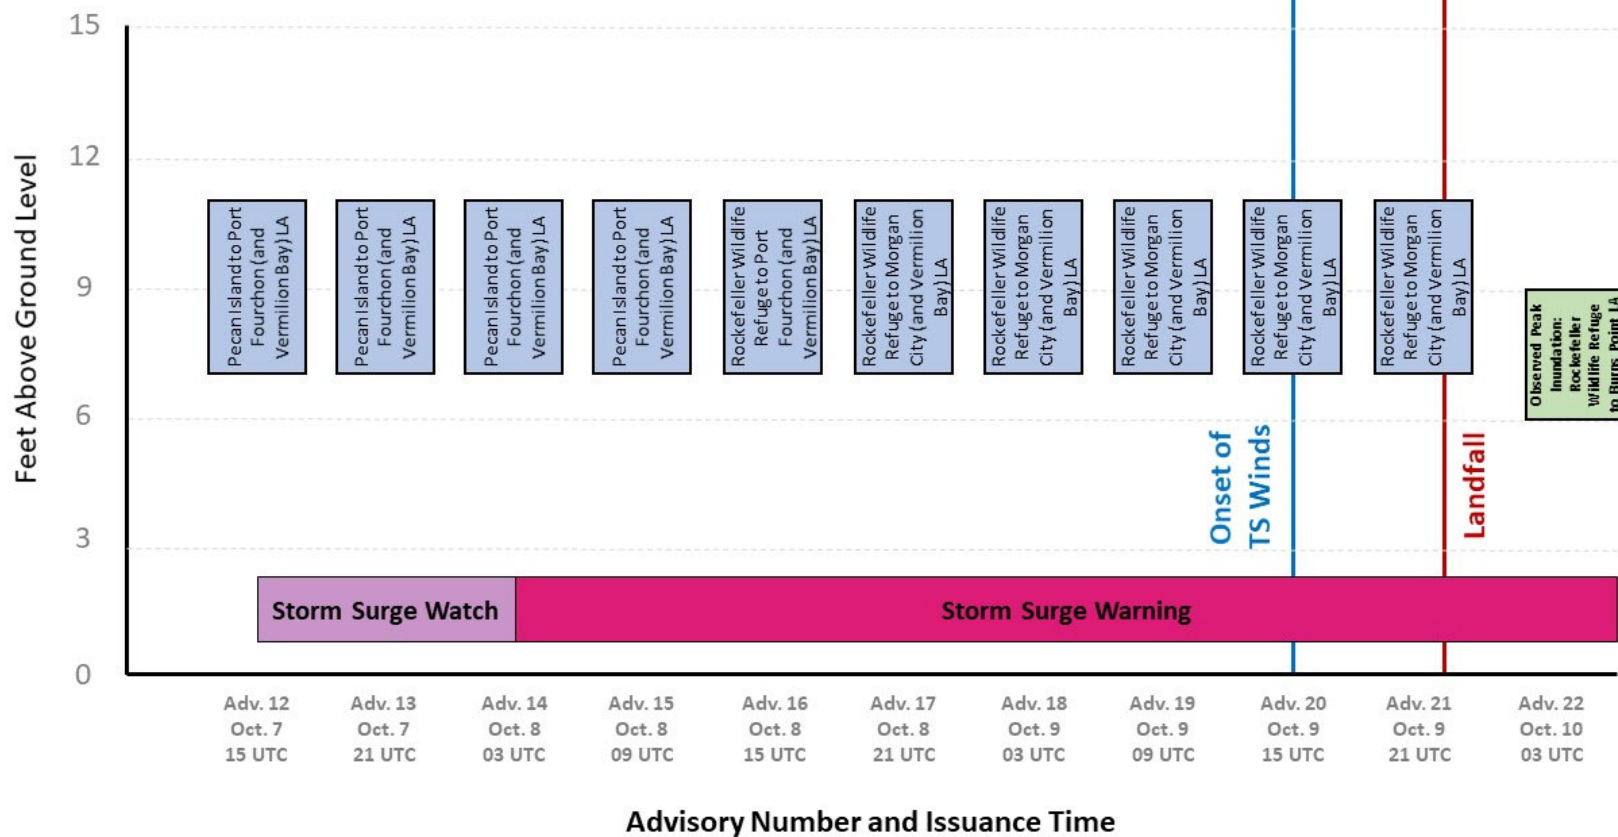 Feet Above Ground Level
15
12
9
6
3
0
Pecan Island to Port
Fourchon (and
Vermilion Bay) LA
Pecan Island to Port
Fourchon (and
Vermilion Bay) LA
Pecan Island to Port
Fourchon (and
Vermilion Bay) LA
Pecan Island to Port
Fourchon (and
Vermilion Bay) LA
Rockefeller Wildlife
Refuge to Port
Fourchon (and
Vermilion Bay) LA
Rockefeller Wildlife
Refuge to Morgan
City (and Vermilion
Bay) LA
Rockefeller Wildlife
Refuge to Morgan
City (and Vermilion
Bay) LA
Rockefeller Wildlife
Refuge to Morgan
City (and Vermilion
Bay) LA
Rockefeller Wildlife
Refuge to Morgan
City (and Vermilion
Bay) LA
Rockefeller Wildlife
Refuge to Morgan
City (and Vermilion
Bay) LA
Observed Peak
Inundation:
Rockefeller
Wildlife Refuge
to Burns Point LA
Onset of
TS Winds
Landfall
Storm Surge Watch
Storm Surge Warning
Adv. 12
Oct. 7
15 UTC
Adv. 13
Oct. 7
21 UTC
Adv. 14
Oct. 8
03 UTC
Adv. 15
Oct. 8
09 UTC
Adv. 16
Oct. 8
15 UTC
Adv. 17
Oct. 8
21 UTC
Adv. 18
Oct. 9
03 UTC
Adv. 19
Oct. 9
09 UTC
Adv. 20
Oct. 9
15 UTC
Adv. 21
Oct. 9
21 UTC
Adv. 22
Oct. 10
03 UTC
Advisory Number and Issuance Time